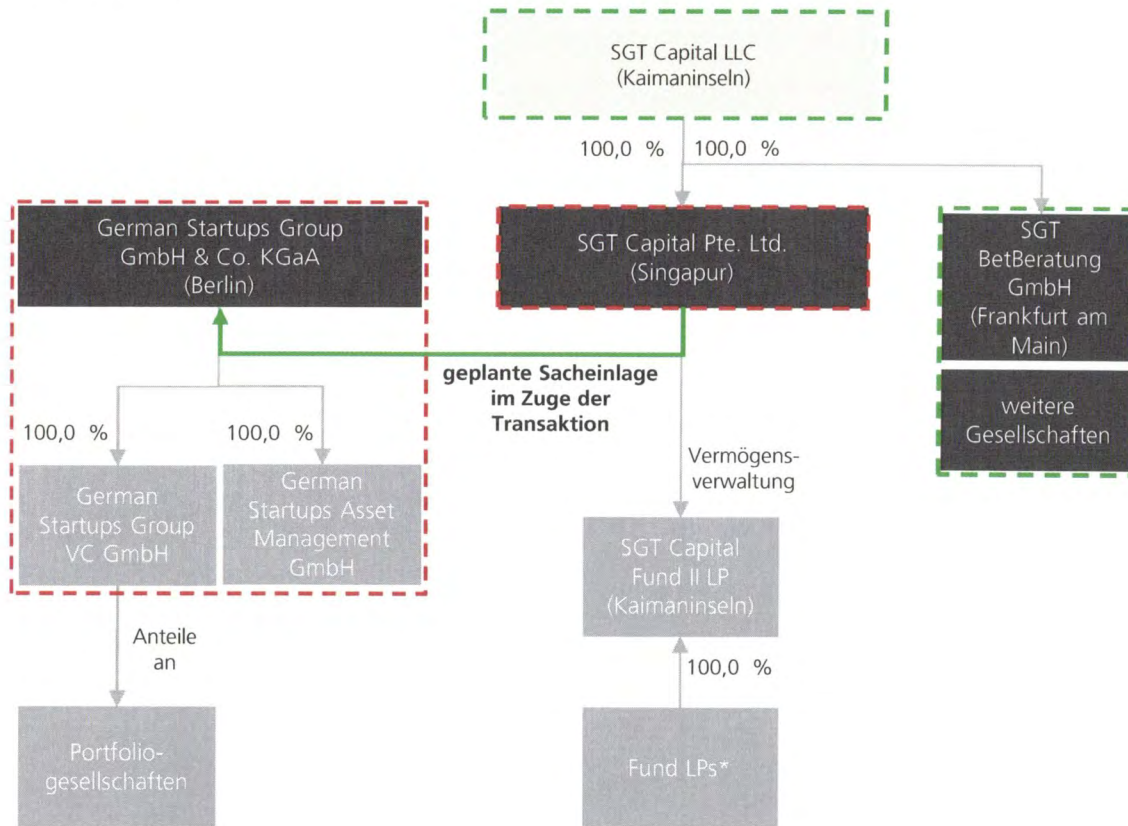 SGT Capital LLC
(Kaimaninseln)
100,0 %
100,0 %
German Startups Group
GmbH & Co. KGaA
(Berlin)
SGT Capital Pte. Ltd.
(Singapur)
SGT
BetBeratung
GmbH
(Frankfurt am
Main)
weitere
Gesellschaften
geplante Sacheinlage
im Zuge der
Transaktion
100,0 %
100,0 %
German
Startups Group
VC GmbH
German
Startups Asset
Management
GmbH
Vermögens-
verwaltung
SGT Capital
Fund II LP
(Kaimaninseln)
Anteile
an
100,0 %
Portfolio-
gesellschaften
Fund LPs*